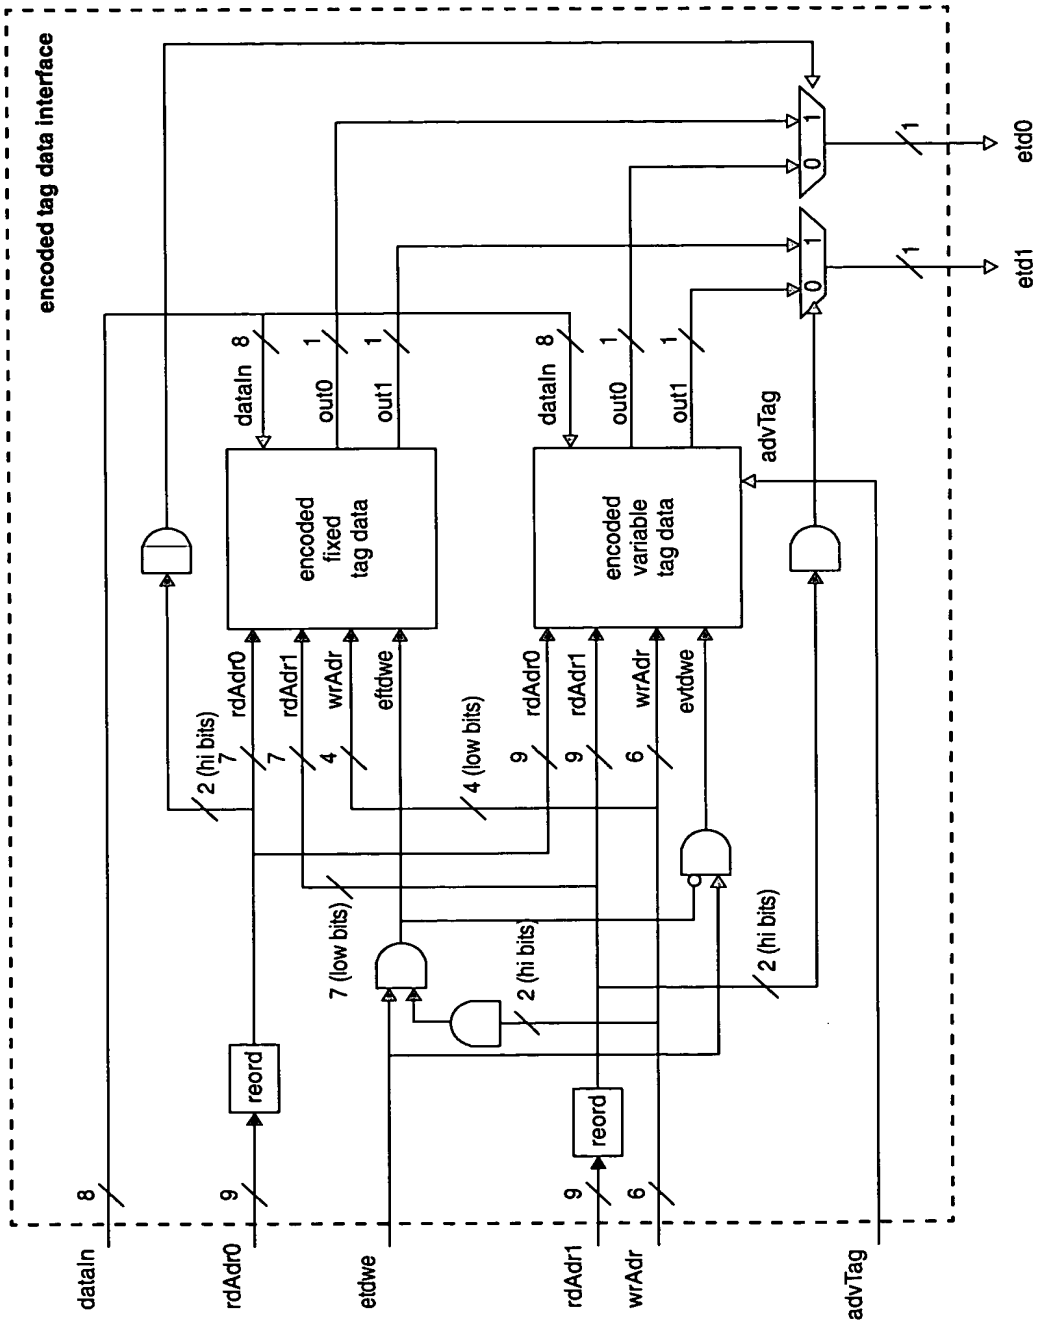 encoded tag data interface
dataIn
8
rdAdr0
9
reord
etdwe
rdAdr1
9
reord
wrAdr
6
advTag
2 (hi bits)
7
rdAdr0
7
rdAdr1
4
wrAdr
eftdwe
7 (low bits)
2 (hi bits)
4 (low bits)
9
rdAdr0
9
rdAdr1
6
wrAdr
evtdwe
2 (hi bits)
encoded
fixed
tag data
dataIn
8
out0
1
out1
1
encoded
variable
tag data
dataIn
8
out0
1
out1
1
advTag
0
1
0
1
1
etd0
1
etd1